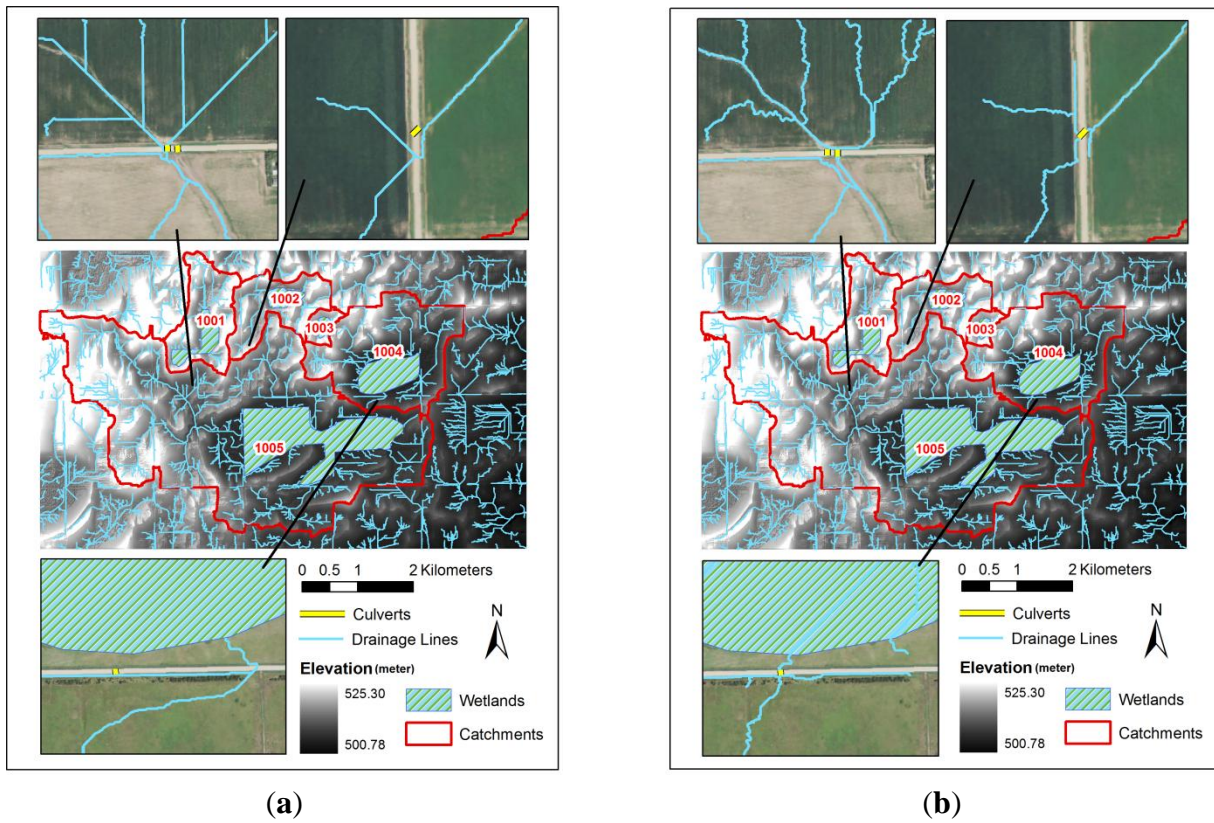 1002
1001
1003
1004
1005
0 0.5 1 2 Kilometers
Culverts
Drainage Lines
N
Elevation (meter)
525.30
500.78
Wetlands
Catchments
(a)
1002
1001
1003
1004
1005
0 0.5 1 2 Kilometers
Culverts
Drainage Lines
N
Elevation (meter)
525.30
500.78
Wetlands
Catchments
(b)